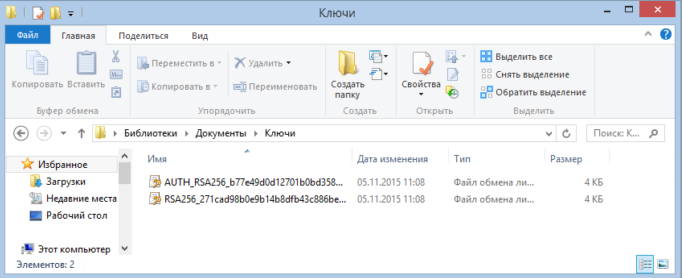 Ключи
Файл Главная Поделиться Вид
Копировать Вставить
Переместить в
Копировать в
Удалить
Переименовать
Создать папку
Свойства
Выделить все
Снять выделение
Обратить выделение
Буфер обмена Упорядочить Создать Открыть Выделить
Библиотеки Документы Ключи Поиск: К...
Избранное
Загрузки
Недавние места
Рабочий стол
Этот компьютер
Имя Дата изменения Тип Размер
AUTH_RSA256_b77e49d0d12701b0bd358... 05.11.2015 11:08 Файл обмена ли... 4 КБ
RSA256_271cad98b0e9b14b8dfb43c886be... 05.11.2015 11:08 Файл обмена ли... 4 КБ
Элементов: 2